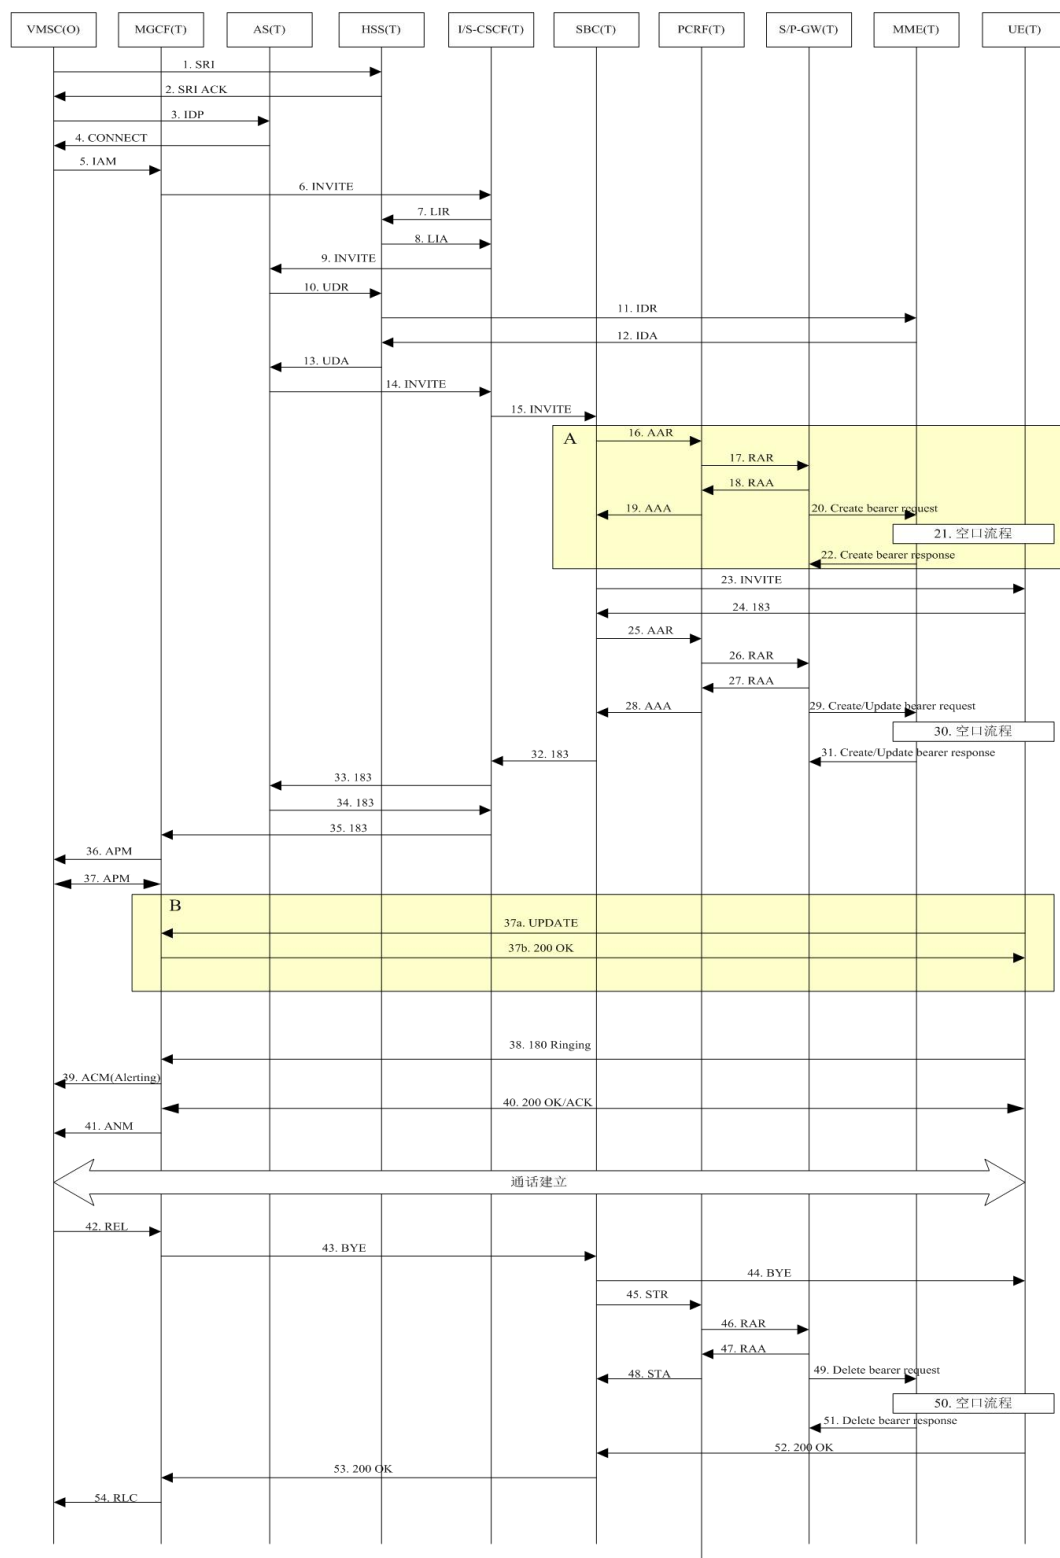 VMSC(O) MGCF(T) AS(T) HSS(T) I/S-CSCF(T) SBC(T) PCRF(T) S/P-GW(T) MME(T) UE(T)
1. SRI
2. SRI ACK
3. IDP
4. CONNECT
5. IAM
6. INVITE
7. LIR
8. LIA
9. INVITE
10. UDR
11. IDR
12. IDA
13. UDA
14. INVITE
15. INVITE
A
16. AAR
17. RAR
18. RAA
19. AAA
20. Create bearer request
21. 空口流程
22. Create bearer response
23. INVITE
24. 183
25. AAR
26. RAR
27. RAA
28. AAA
29. Create/Update bearer request
30. 空口流程
31. Create/Update bearer response
32. 183
33. 183
34. 183
35. 183
36. APM
37. APM
B
37a. UPDATE
37b. 200 OK
38. 180 Ringing
39. ACM(Alerting)
40. 200 OK/ACK
41. ANM
通话建立
42. REL
43. BYE
44. BYE
45. STR
46. RAR
47. RAA
48. STA
49. Delete bearer request
50. 空口流程
51. Delete bearer response
52. 200 OK
53. 200 OK
54. RLC